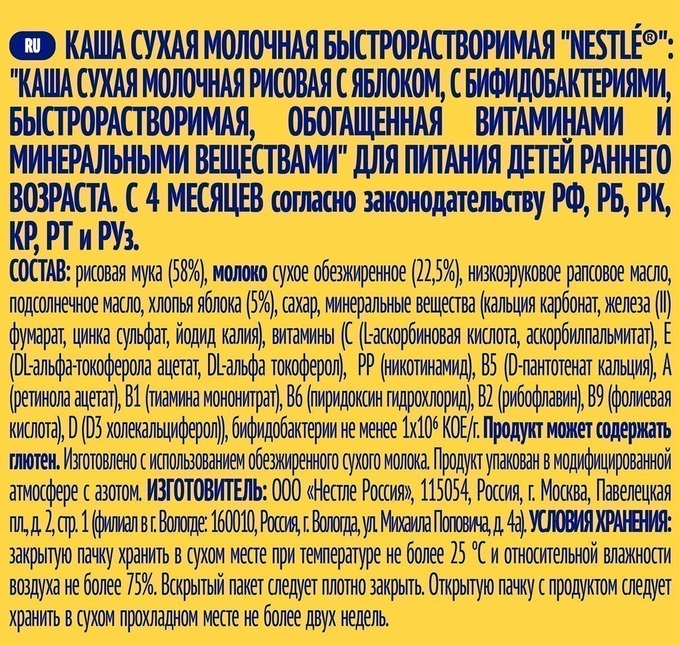 RU КАША СУХАЯ МОЛОЧНАЯ БЫСТРОРАСТВОРИМАЯ "NESTLÉ®":
"КАША СУХАЯ МОЛОЧНАЯ РИСОВАЯ С ЯБЛОКОМ, С БИФИДОБАКТЕРИЯМИ,
БЫСТРОРАСТВОРИМАЯ, ОБОГАЩЕННАЯ ВИТАМИНАМИ И
МИНЕРАЛЬНЫМИ ВЕЩЕСТВАМИ" ДЛЯ ПИТАНИЯ ДЕТЕЙ РАННЕГО
ВОЗРАСТА. С 4 МЕСЯЦЕВ согласно законодательству РФ, РБ, РК,
КР, РТ и РУз.
СОСТАВ: рисовая мука (58%), молоко сухое обезжиренное (22,5%), низкоэруковое рапсовое масло,
подсолнечное масло, хлопья яблока (5%), сахар, минеральные вещества (кальция карбонат, железа (II)
фумарат, цинка сульфат, йодид калия), витамины (C (L-аскорбиновая кислота, аскорбилпальмитат), E
(DL-альфа-токоферола ацетат, DL-альфа токоферол), PP (никотинамид), B5 (D-пантотенат кальция), A
(ретинола ацетат), B1 (тиамина мононитрат), B6 (пиридоксин гидрохлорид), B2 (рибофлавин), B9 (фолиевая
кислота), D (D3 холекальциферол)), бифидобактерии не менее 1x10⁶ КОЕ/г. Продукт может содержать
глютен. Изготовлено с использованием обезжиренного сухого молока. Продукт упакован в модифицированной
атмосфере с азотом. ИЗГОТОВИТЕЛЬ: ООО «Нестле Россия», 115054, Россия, г. Москва, Павелецкая
пл., д. 2, стр. 1 (филиал в г. Вологде: 160010, Россия, г. Вологда, ул. Михаила Поповича, д. 4а). УСЛОВИЯ ХРАНЕНИЯ:
закрытую пачку хранить в сухом месте при температуре не более 25 °C и относительной влажности
воздуха не более 75%. Вскрытый пакет следует плотно закрыть. Открытую пачку с продуктом следует
хранить в сухом прохладном месте не более двух недель.